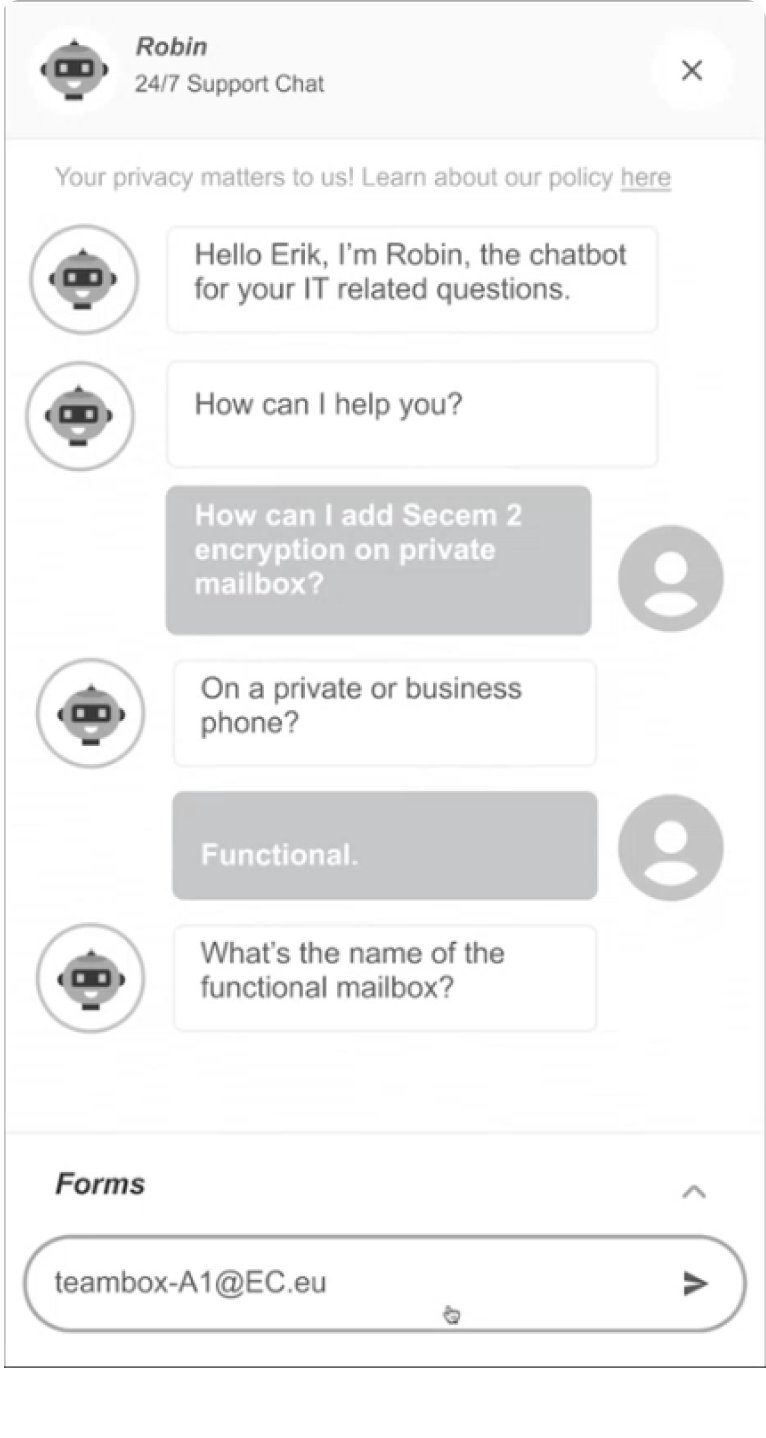 Robin
24/7 Support Chat
Your privacy matters to us! Learn about our policy here
Hello Erik, I’m Robin, the chatbot
for your IT related questions.
How can I help you?
How can I add Secem 2
encryption on private
mailbox?
On a private or business
phone?
Functional.
What’s the name of the
functional mailbox?
Forms
teambox-A1@EC.eu